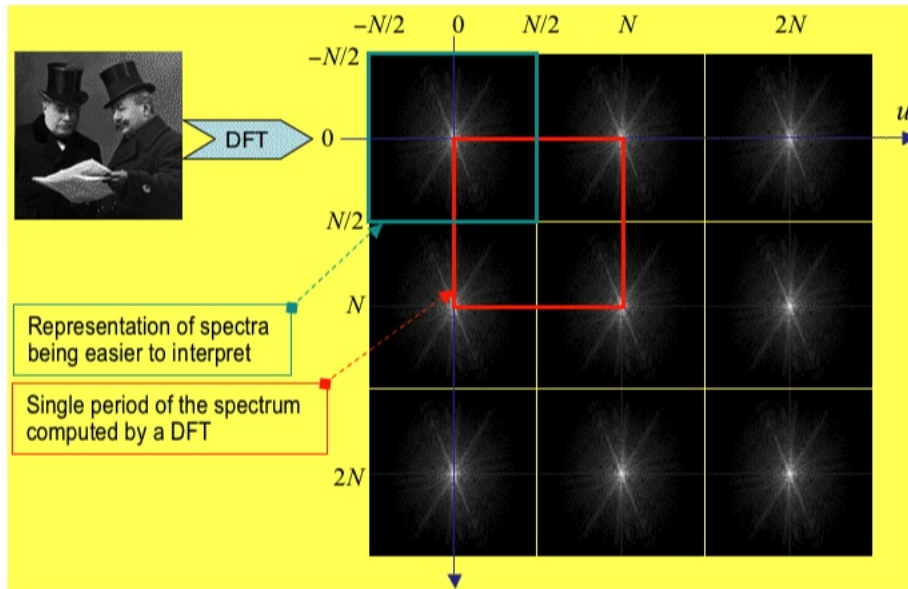 −N/2 0 N/2 N 2N
−N/2
DFT
0
u
N/2
N
Representation of spectra
being easier to interpret
Single period of the spectrum
computed by a DFT
2N